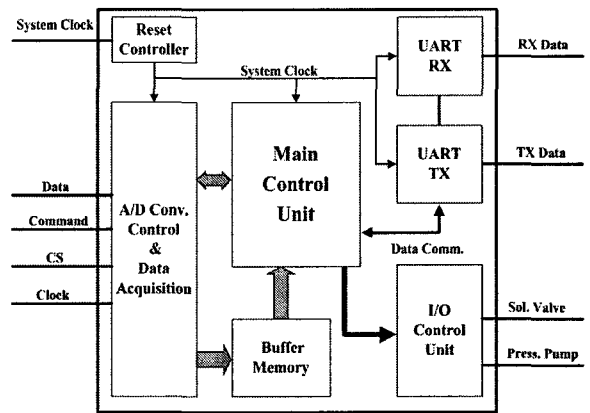 System Clock
Reset
Controller
System Clock
UART
RX
RX Data
UART
TX
TX Data
Main
Control
Unit
Data
Command
CS
Clock
A/D Conv.
Control
&
Data
Acquisition
Data Comm.
Buffer
Memory
I/O
Control
Unit
Sol. Valve
Press. Pump